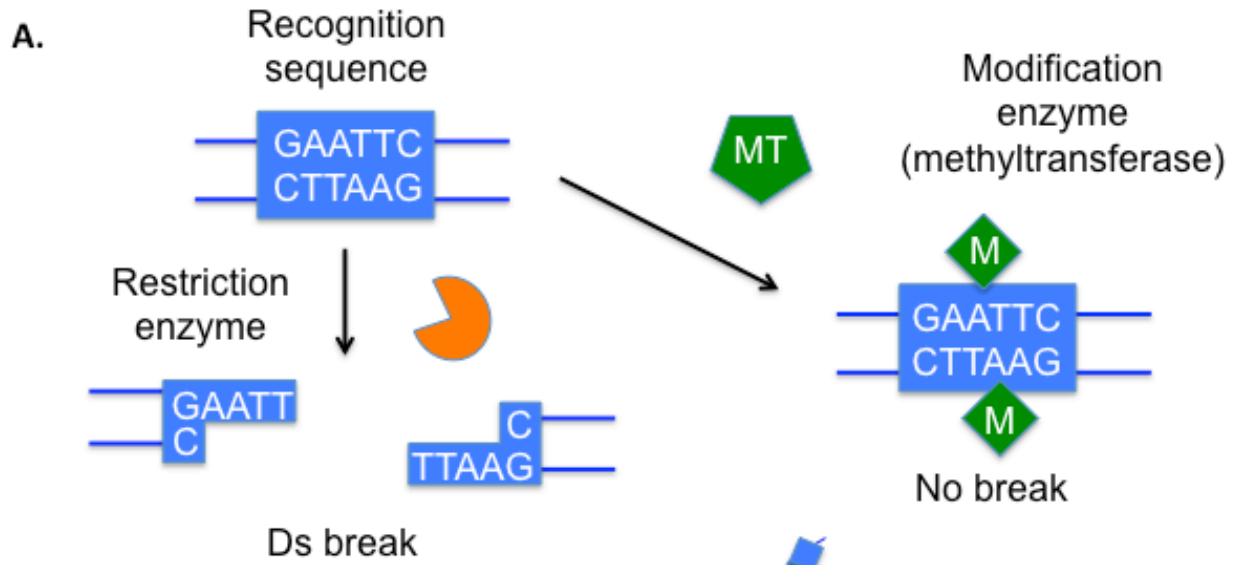 A.
Recognition
sequence
GAATTC
CTTAAG
MT
Modification
enzyme
(methyltransferase)
Restriction
enzyme
M
GAATTC
CTTAAG
M
No break
GAATT
C
C
TTAAG
Ds break